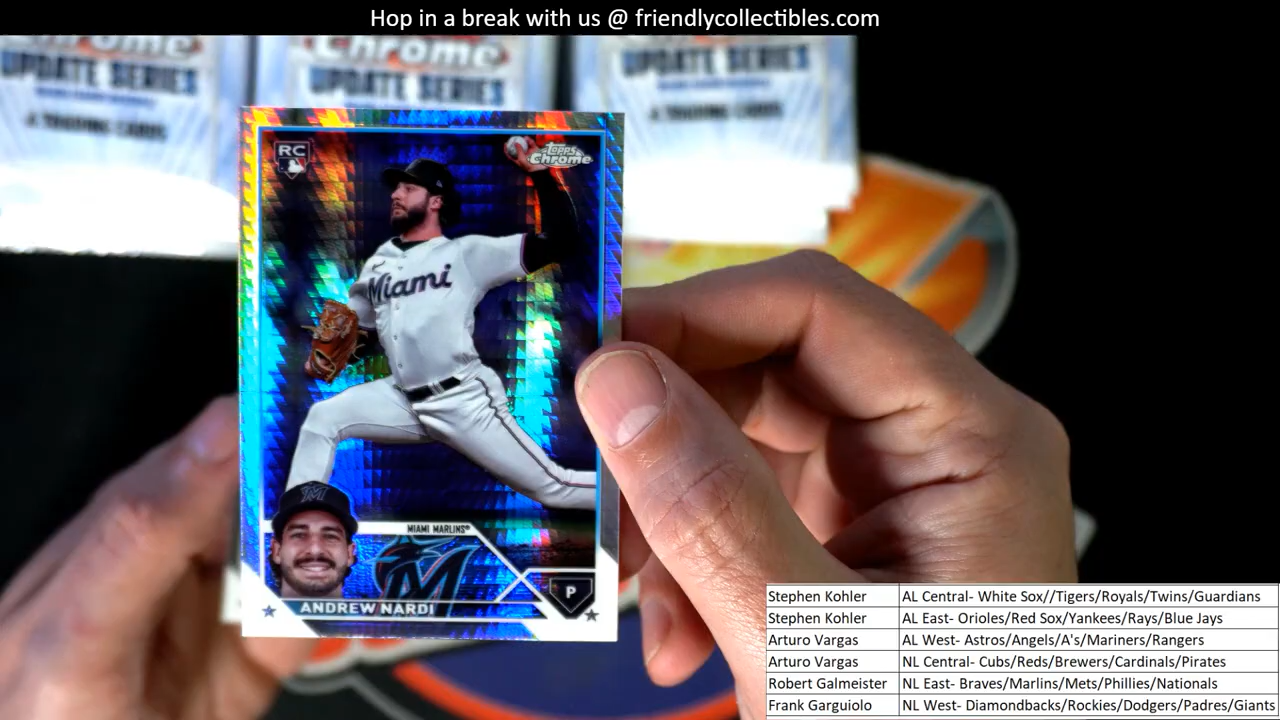 Hop in a break with us @ friendlycollectibles.com
Chrome
UPDATE SERIES
Chrome
UPDATE SERIES
UPDATE SERIES
4 TRADING CARDS
RC
Topps
Chrome
Miami
MIAMI MARLINS®
P
ANDREW NARDI
Stephen Kohler AL Central- White Sox//Tigers/Royals/Twins/Guardians
Stephen Kohler AL East- Orioles/Red Sox/Yankees/Rays/Blue Jays
Arturo Vargas AL West- Astros/Angels/A's/Mariners/Rangers
Arturo Vargas NL Central- Cubs/Reds/Brewers/Cardinals/Pirates
Robert Galmeister NL East- Braves/Marlins/Mets/Phillies/Nationals
Frank Garguiolo NL West- Diamondbacks/Rockies/Dodgers/Padres/Giants